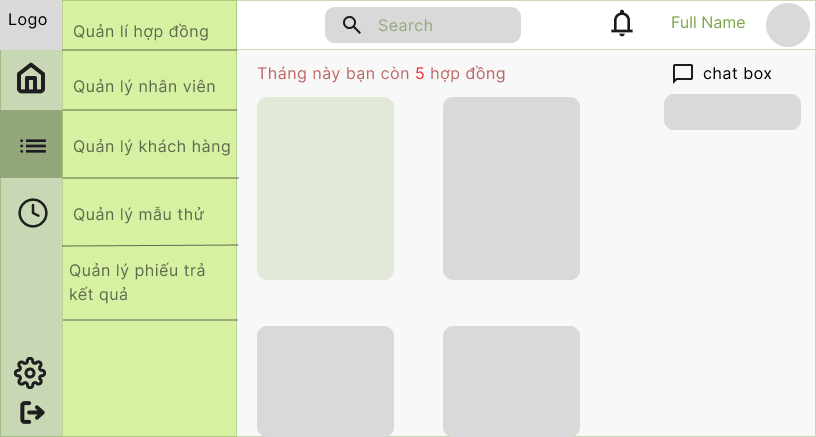 Logo
Search
Full Name
Quản lí hợp đồng
Quản lý nhân viên
Quản lý khách hàng
Quản lý mẫu thử
Quản lý phiếu trả
kết quả
Tháng này bạn còn 5 hợp đồng
chat box